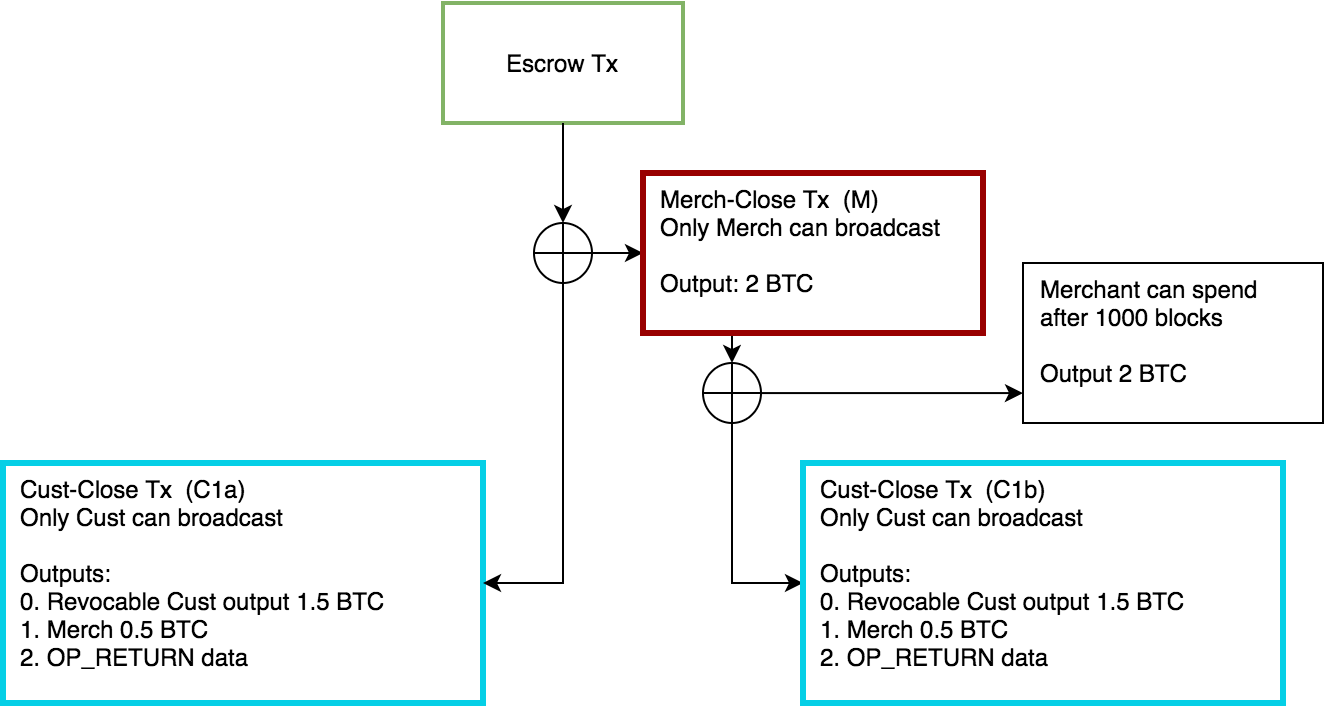 Escrow Tx
Merch-Close Tx  (M)
Only Merch can broadcast
Output: 2 BTC
Merchant can spend
after 1000 blocks
Output 2 BTC
Cust-Close Tx  (C1a)
Only Cust can broadcast
Outputs:
0. Revocable Cust output 1.5 BTC
1. Merch 0.5 BTC
2. OP_RETURN data
Cust-Close Tx  (C1b)
Only Cust can broadcast
Outputs:
0. Revocable Cust output 1.5 BTC
1. Merch 0.5 BTC
2. OP_RETURN data